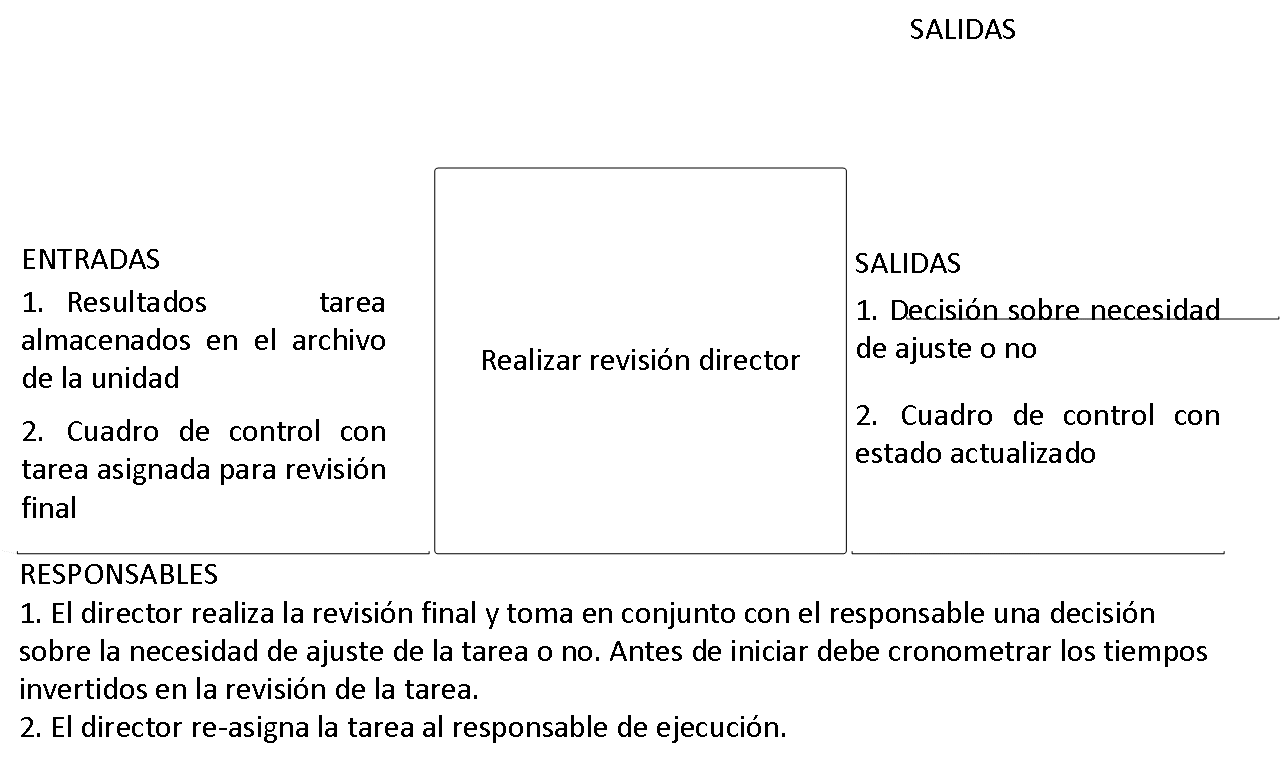 SALIDAS
ENTRADAS
1. Resultados tarea
almacenados en el archivo
de la unidad
2. Cuadro de control con
tarea asignada para revisión
final
Realizar revisión director
SALIDAS
1. Decisión sobre necesidad
de ajuste o no
2. Cuadro de control con
estado actualizado
RESPONSABLES
1. El director realiza la revisión final y toma en conjunto con el responsable una decisión
sobre la necesidad de ajuste de la tarea o no. Antes de iniciar debe cronometrar los tiempos
invertidos en la revisión de la tarea.
2. El director re-asigna la tarea al responsable de ejecución.